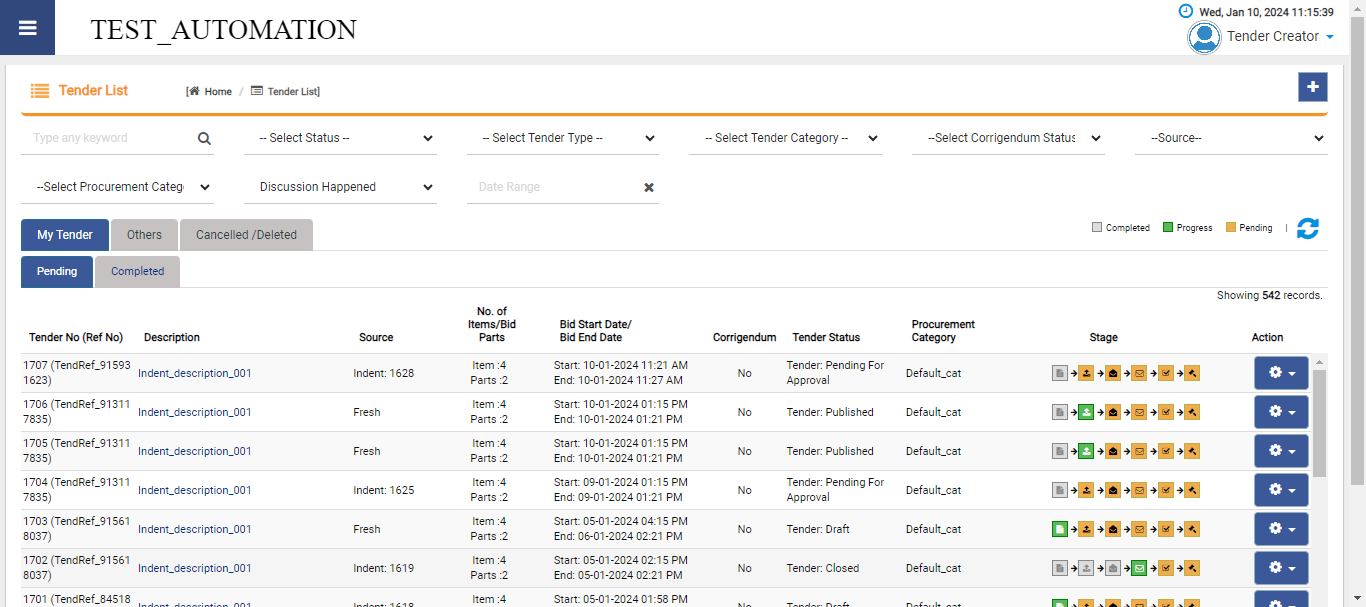 Wed, Jan 10, 2024 11:15:39
TEST_AUTOMATION
Tender Creator
Tender List
[ Home / Tender List]
Type any keyword
-- Select Status --
-- Select Tender Type --
-- Select Tender Category --
--Select Corrigendum Status
--Source--
--Select Procurement Categ
Discussion Happened
Date Range
My Tender
Others
Cancelled /Deleted
Completed
Progress
Pending |
Pending
Completed
Showing 542 records.
Tender No (Ref No)
Description
Source
No. of
Items/Bid
Parts
Bid Start Date/
Bid End Date
Corrigendum
Tender Status
Procurement
Category
Stage
Action
1707 (TendRef_91593
1623)
Indent_description_001
Indent: 1628
Item :4
Parts :2
Start: 10-01-2024 11:21 AM
End: 10-01-2024 11:27 AM
No
Tender: Pending For
Approval
Default_cat
1706 (TendRef_91311
7835)
Indent_description_001
Fresh
Item :4
Parts :2
Start: 10-01-2024 01:15 PM
End: 10-01-2024 01:21 PM
No
Tender: Published
Default_cat
1705 (TendRef_91311
7835)
Indent_description_001
Fresh
Item :4
Parts :2
Start: 10-01-2024 01:15 PM
End: 10-01-2024 01:21 PM
No
Tender: Published
Default_cat
1704 (TendRef_91311
7835)
Indent_description_001
Indent: 1625
Item :4
Parts :2
Start: 09-01-2024 01:15 PM
End: 09-01-2024 01:21 PM
No
Tender: Pending For
Approval
Default_cat
1703 (TendRef_91561
8037)
Indent_description_001
Fresh
Item :4
Parts :2
Start: 05-01-2024 04:15 PM
End: 06-01-2024 02:21 PM
No
Tender: Draft
Default_cat
1702 (TendRef_91561
8037)
Indent_description_001
Indent: 1619
Item :4
Parts :2
Start: 05-01-2024 02:15 PM
End: 05-01-2024 02:21 PM
No
Tender: Closed
Default_cat
1701 (TendRef_84518
Indent_description_001
Indent: 1618
Item :4
Start: 05-01-2024 01:58 PM
No
Tender: Draft
Default_cat